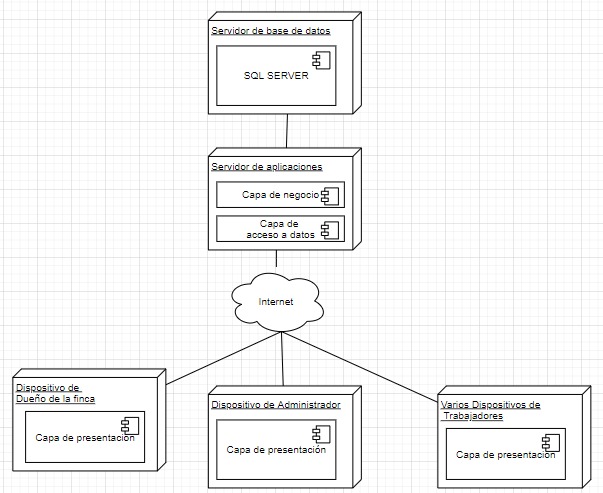 Servidor de base de datos
SQL SERVER
Servidor de aplicaciones
Capa de negocio
Capa de
acceso a datos
Internet
Dispositivo de
Dueño de la finca
Capa de presentación
Dispositivo de Administrador
Capa de presentación
Varios Dispositivos de
Trabajadores
Capa de presentación